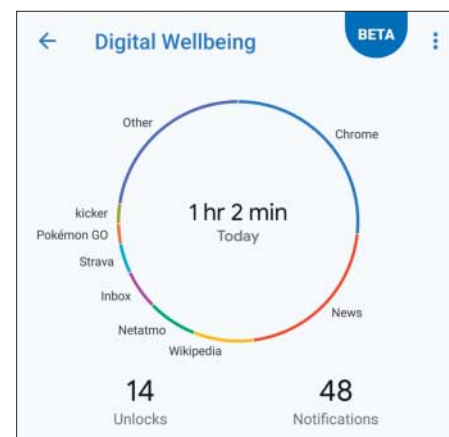 Digital Wellbeing
BETA
Other
Chrome
kicker
1 hr 2 min
Pokémon GO
Today
Strava
Inbox
News
Netatmo
Wikipedia
14
48
Unlocks
Notifications